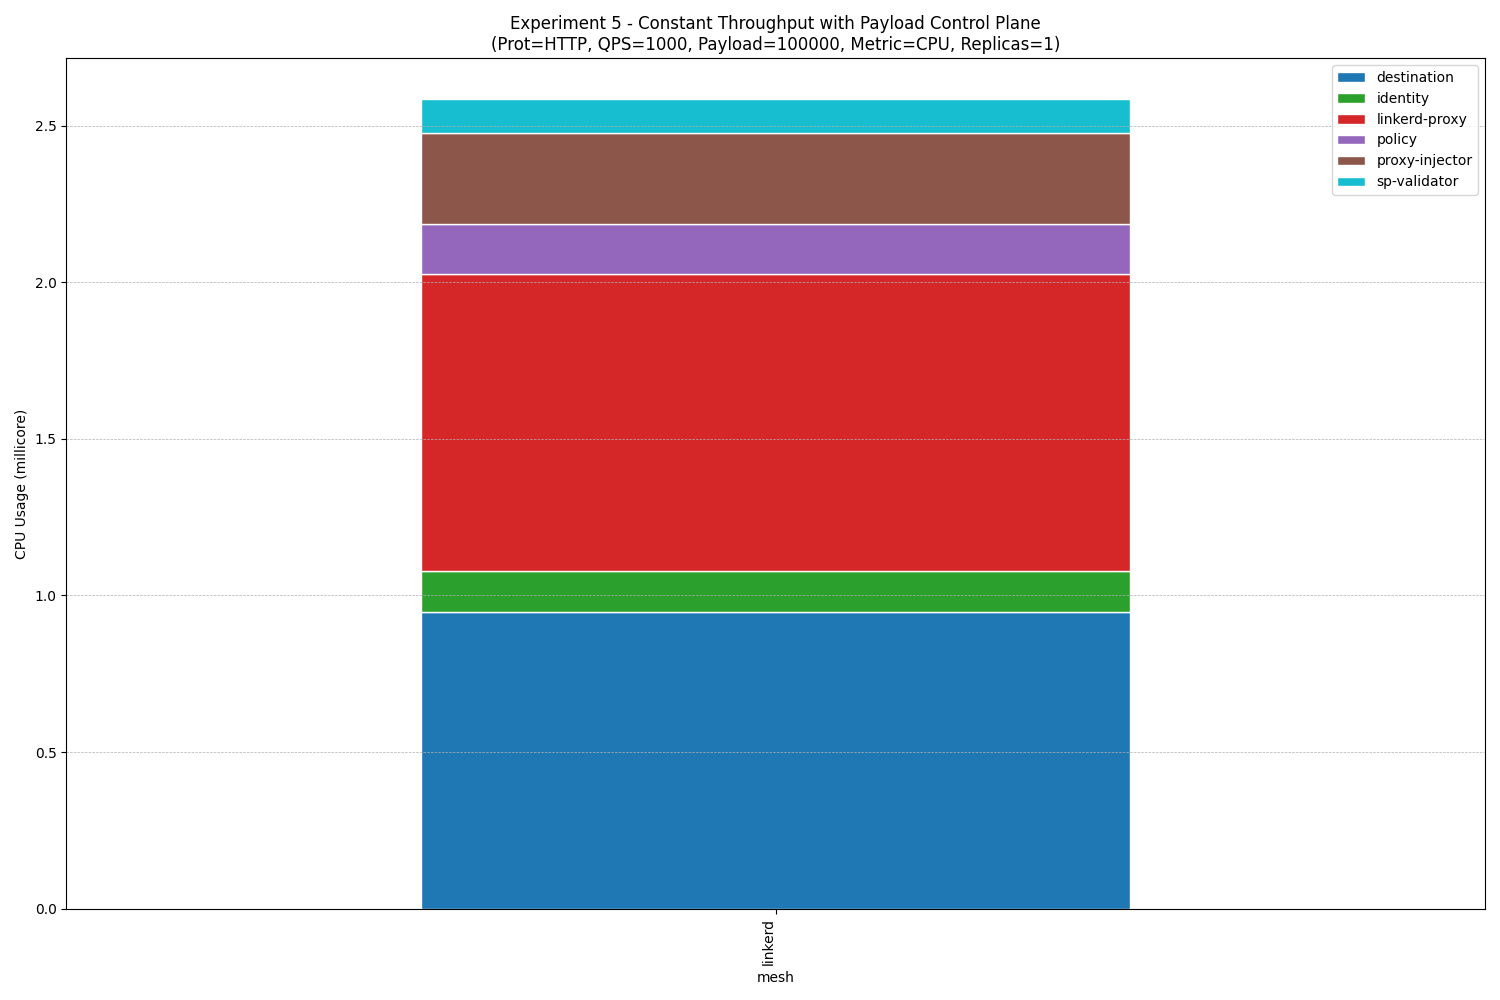 Experiment 5 - Constant Throughput with Payload Control Plane
(Prot=HTTP, QPS=1000, Payload=100000, Metric=CPU, Replicas=1)
destination
identity
linkerd-proxy
policy
proxy-injector
sp-validator
CPU Usage (millicore)
2.5
2.0
1.5
1.0
0.5
0.0
linkerd
mesh